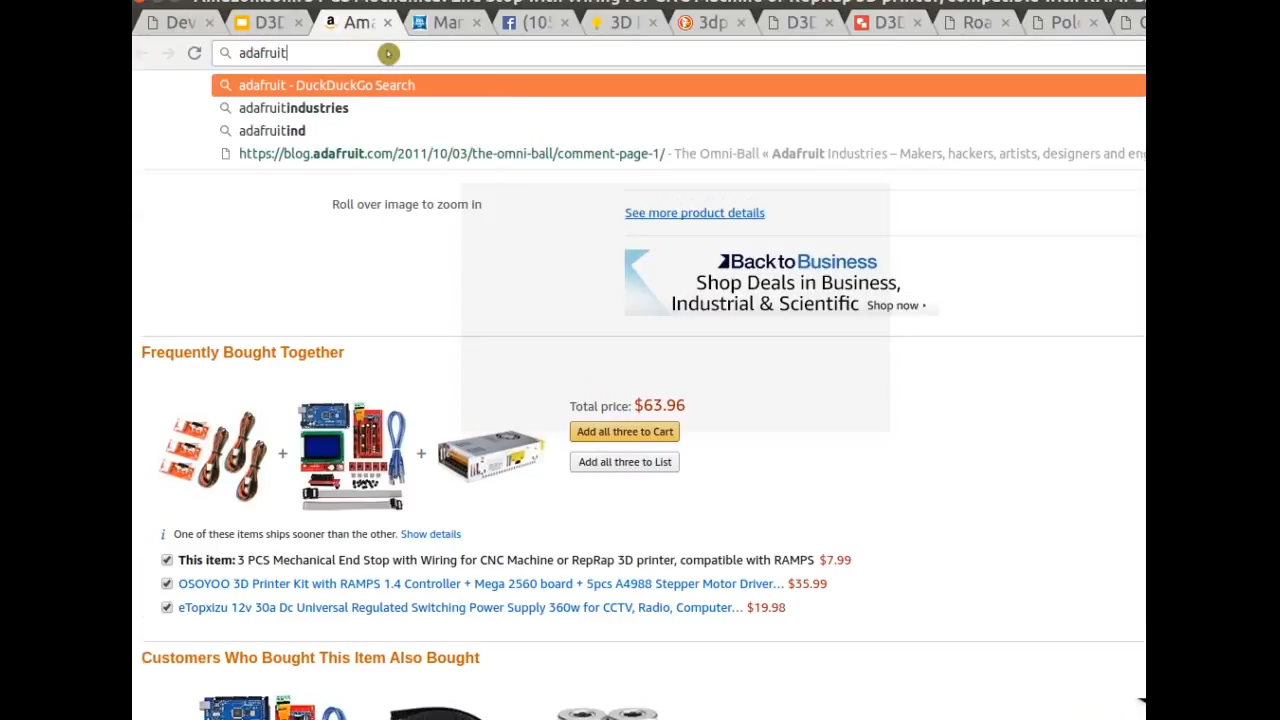 Dev
D3D
Ama
Mar
(10
3D
3dp
D3D
D3D
Roa
Pol
adafruit
adafruit - DuckDuckGo Search
adafruitindustries
adafruitind
https://blog.adafruit.com/2011/10/03/the-omni-ball/comment-page-1/ - The Omni-Ball « Adafruit Industries – Makers, hackers, artists, designers and en
Roll over image to zoom in
See more product details
Back to Business
Shop Deals in Business,
Industrial & Scientific Shop now
Frequently Bought Together
Total price: $63.96
Add all three to Cart
Add all three to List
One of these items ships sooner than the other. Show details
This item: 3 PCS Mechanical End Stop with Wiring for CNC Machine or RepRap 3D printer, compatible with RAMPS $7.99
OSOYOO 3D Printer Kit with RAMPS 1.4 Controller + Mega 2560 board + 5pcs A4988 Stepper Motor Driver... $35.99
eTopxizu 12v 30a Dc Universal Regulated Switching Power Supply 360w for CCTV, Radio, Computer... $19.98
Customers Who Bought This Item Also Bought